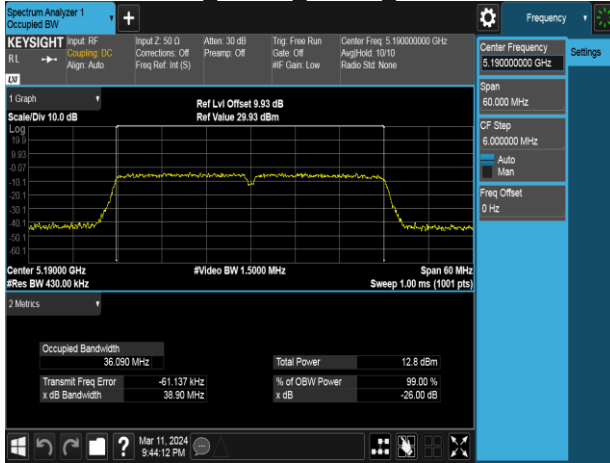 Spectrum Analyzer 1
Occupied BW
+
Frequency
KEYSIGHT
RL
Input: RF
Coupling: DC
Align: Auto
Input Z: 50 Ω
Corrections: Off
Freq Ref: Int (S)
Atten: 30 dB
Preamp: Off
Trig: Free Run
Gate: Off
#IF Gain: Low
Center Freq: 5.190000000 GHz
Avg|Hold: 10/10
Radio Std: None
LXI
Center Frequency
5.190000000 GHz
Settings
Span
60.000 MHz
CF Step
6.000000 MHz
Auto
Man
Freq Offset
0 Hz
1 Graph
Scale/Div 10.0 dB
Ref Lvl Offset 9.93 dB
Ref Value 29.93 dBm
Log
19.9
9.93
-0.07
-10.1
-20.1
-30.1
-40.1
-50.1
-60.1
Center 5.19000 GHz
#Res BW 430.00 kHz
#Video BW 1.5000 MHz
Span 60 MHz
Sweep 1.00 ms (1001 pts)
2 Metrics
Occupied Bandwidth
36.090 MHz
Total Power 12.8 dBm
Transmit Freq Error -61.137 kHz
% of OBW Power 99.00 %
x dB Bandwidth 38.90 MHz
x dB -26.00 dB
?
Mar 11, 2024
9:44:12 PM